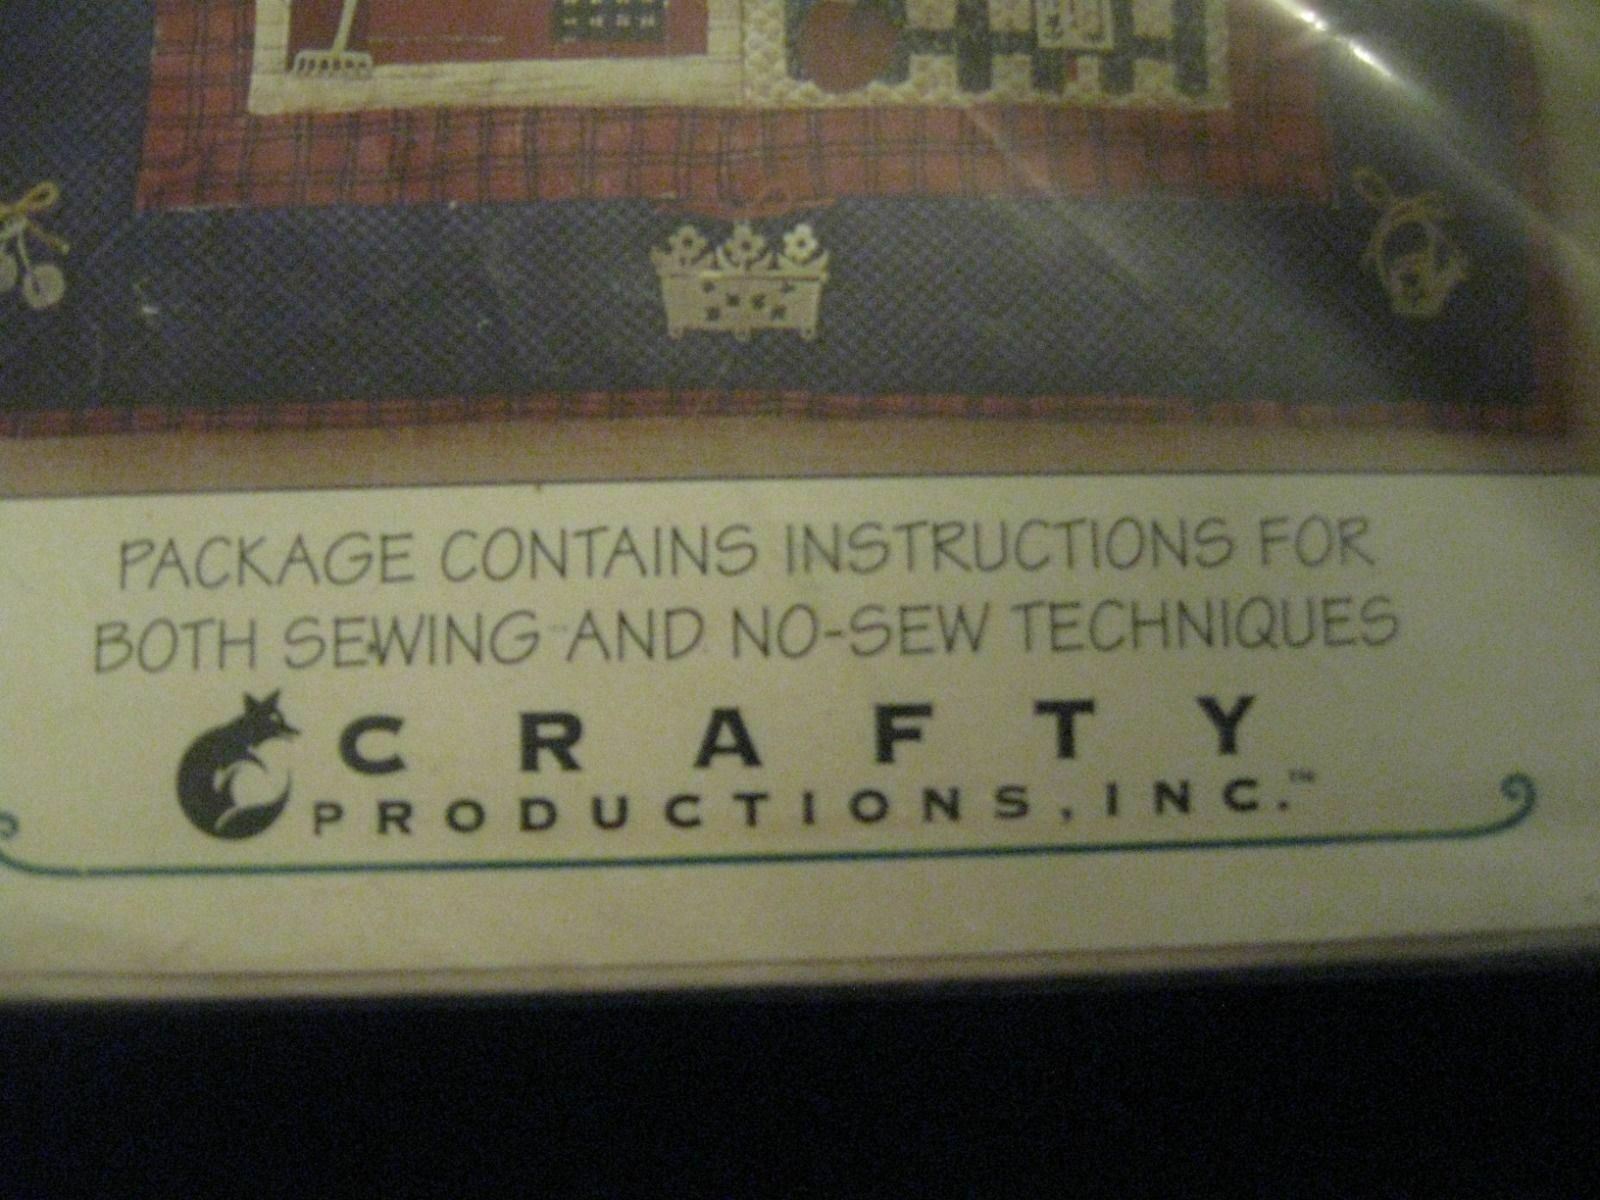 PACKAGE CONTAINS INSTRUCTIONS FOR
BOTH SEWING AND NO-SEW TECHNIQUES
CRAFTY
PRODUCTIONS, INC.™